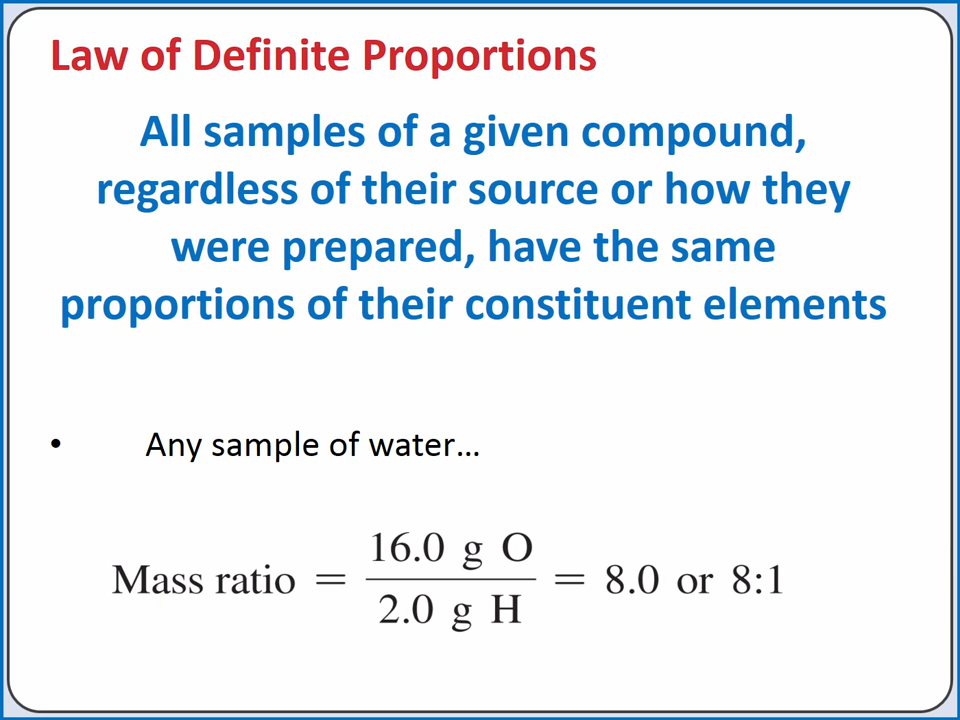 Law of Definite Proportions
All samples of a given compound,
regardless of their source or how they
were prepared, have the same
proportions of their constituent elements
• Any sample of water…
Mass ratio = 16.0 g O / 2.0 g H = 8.0 or 8:1